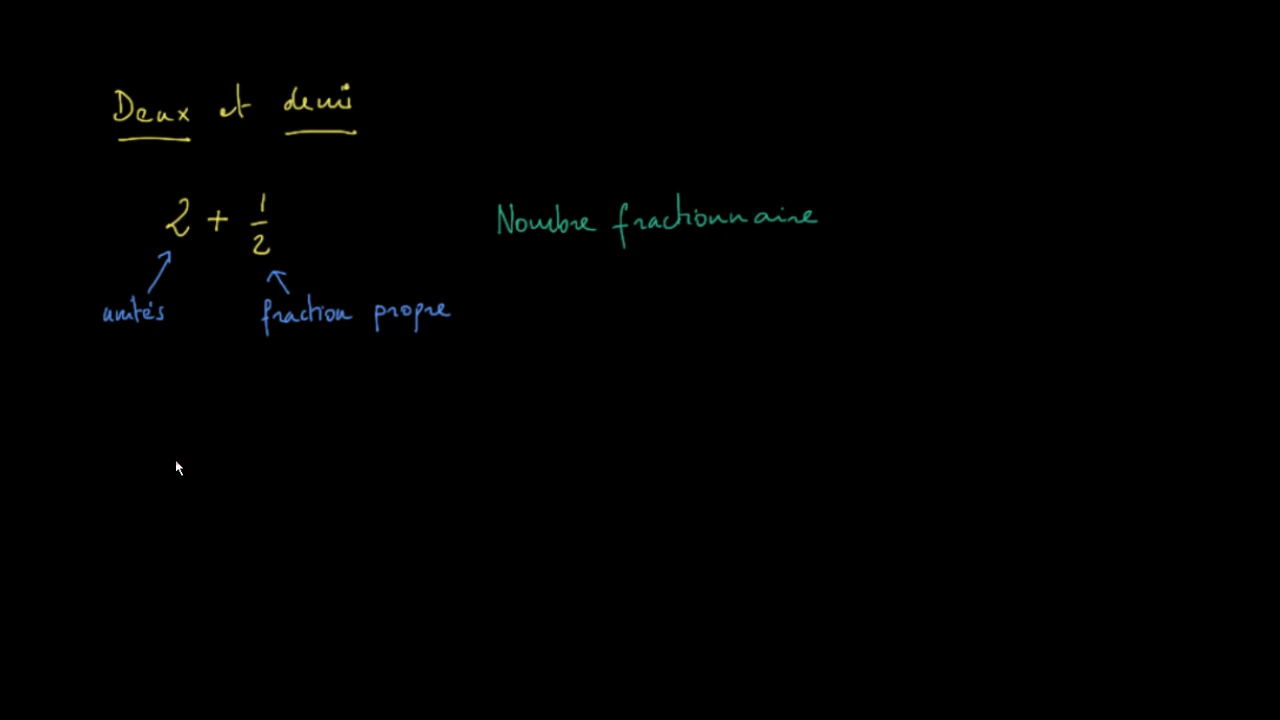 Deux et demi
2 + 1/2
Nombre fractionnaire
unités
fraction propre